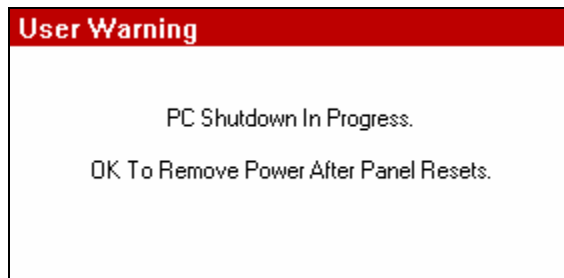 User Warning
PC Shutdown In Progress.
OK To Remove Power After Panel Resets.